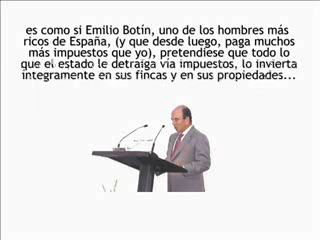 es como si Emilio Botín, uno de los hombres más
ricos de España, (y que desde luego, paga muchos
más impuestos que yo), pretendiese que todo lo
que el estado le detraiga vía impuestos, lo invierta
íntegramente en sus fincas y en sus propiedades...